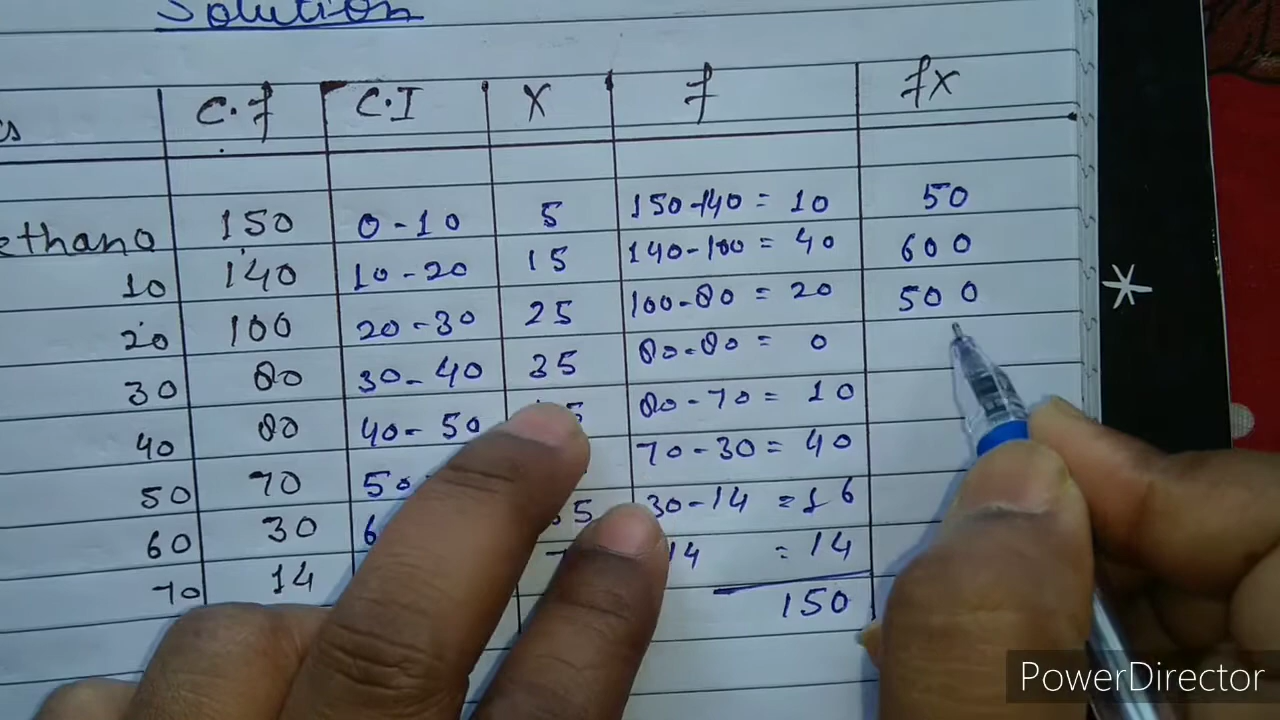 Solution
C.f C.I X f fx
150 0-10 5 150-140 = 10 50
10 140 10-20 15 140-100 = 40 600
20 100 20-30 25 100-80 = 20 500
30 80 30-40 35 80-80 = 0
40 80 40-50 80-70 = 10
50 70 50 70-30 = 40
60 30 6 30-14 = 16
70 14 14 = 14
150
PowerDirector